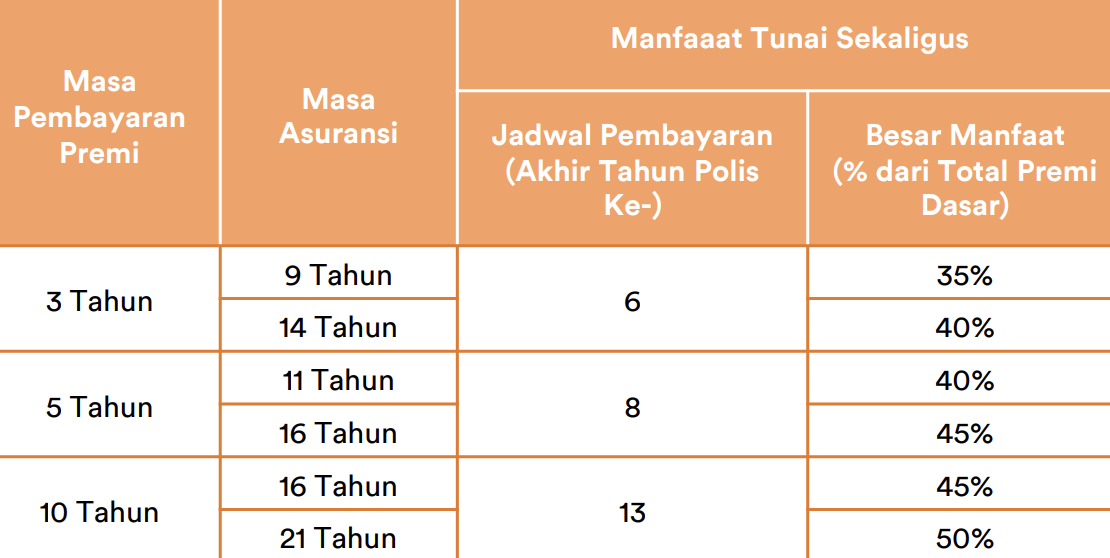 Masa
Pembayaran
Premi
Masa
Asuransi
Manfaaat Tunai Sekaligus
Jadwal Pembayaran
(Akhir Tahun Polis
Ke-)
Besar Manfaat
(% dari Total Premi
Dasar)
3 Tahun
9 Tahun
6
35%
14 Tahun
40%
5 Tahun
11 Tahun
8
40%
16 Tahun
45%
10 Tahun
16 Tahun
13
45%
21 Tahun
50%